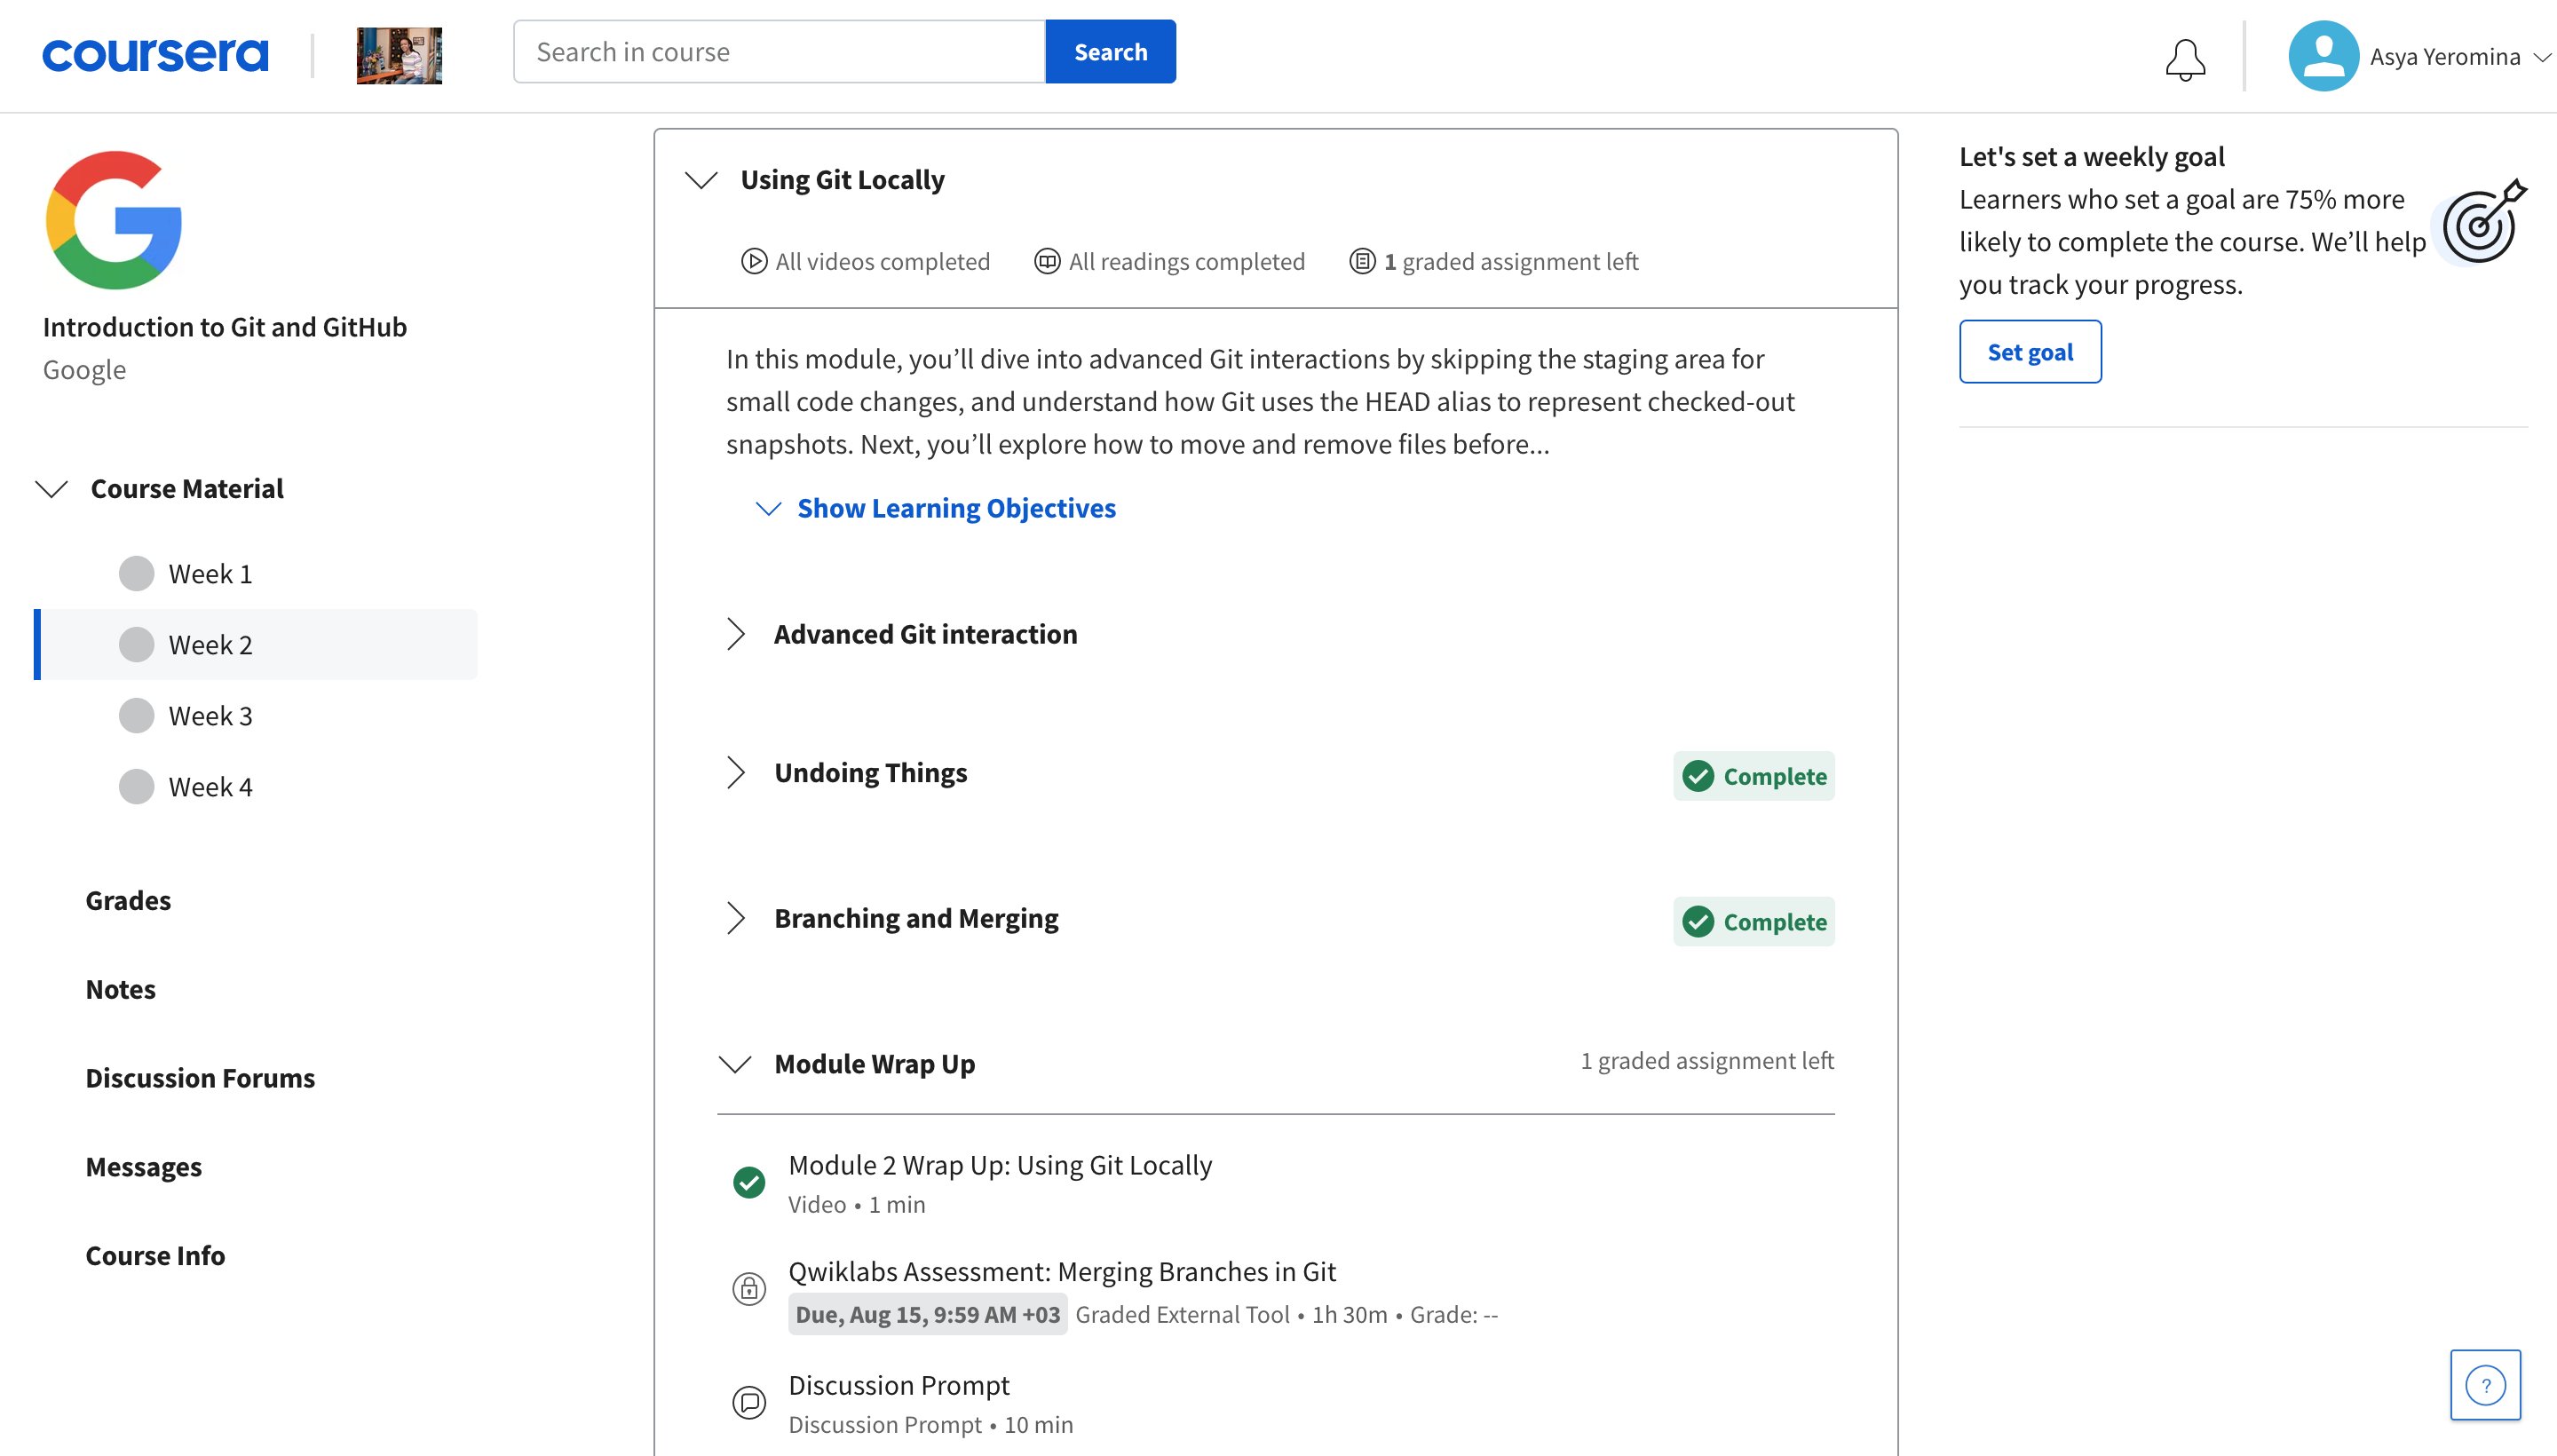 coursera
Search in course
Search
Asya Yeromina
Introduction to Git and GitHub
Google
Course Material
Week 1
Week 2
Week 3
Week 4
Grades
Notes
Discussion Forums
Messages
Course Info
Using Git Locally
All videos completed
All readings completed
1 graded assignment left
In this module, you’ll dive into advanced Git interactions by skipping the staging area for
small code changes, and understand how Git uses the HEAD alias to represent checked-out
snapshots. Next, you’ll explore how to move and remove files before...
Show Learning Objectives
Advanced Git interaction
Undoing Things
Complete
Branching and Merging
Complete
Module Wrap Up
1 graded assignment left
Module 2 Wrap Up: Using Git Locally
Video • 1 min
Qwiklabs Assessment: Merging Branches in Git
Due, Aug 15, 9:59 AM +03 Graded External Tool • 1h 30m • Grade: --
Discussion Prompt
Discussion Prompt • 10 min
Let's set a weekly goal
Learners who set a goal are 75% more
likely to complete the course. We’ll help
you track your progress.
Set goal
?